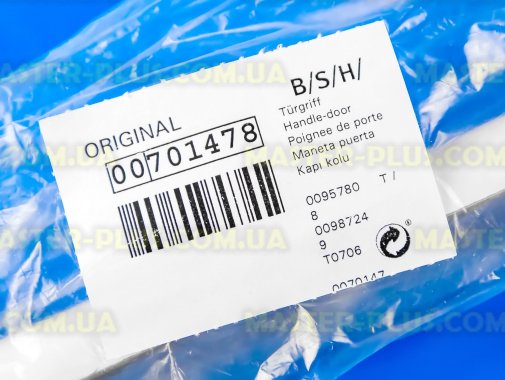 ORIGINAL
00701478
B/S/H/
Türgriff
Handle-door
Poignee de porte
Maneta puerta
Kapi kolu
0095780 T/
8
0098724
9
T0706
MASTER-PLUS.COM.UA